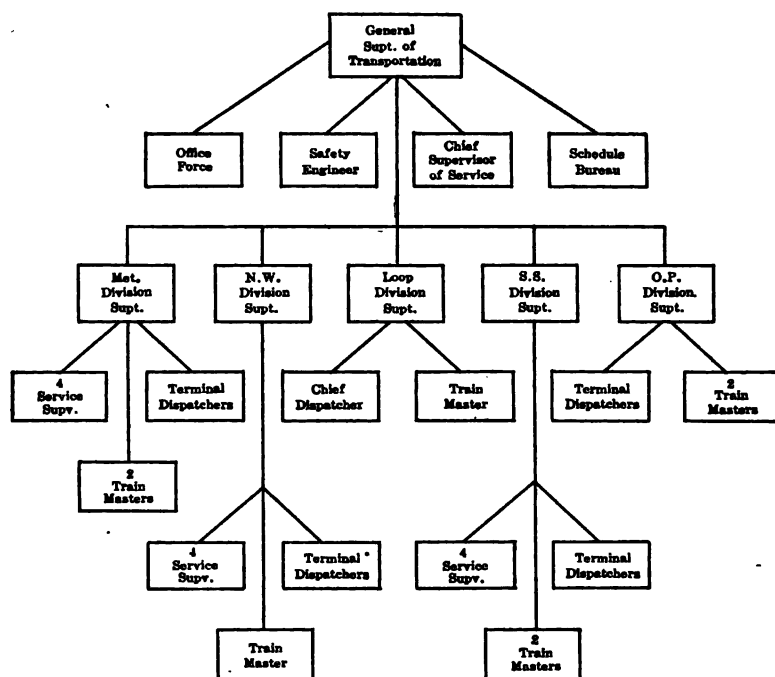 General
Supt. of
Transportation
Office
Force
Safety
Engineer
Chief
Supervisor
of Service
Schedule
Bureau
Met.
Division
Supt.
N.W.
Division
Supt.
Loop
Division
Supt.
S.S.
Division
Supt.
O.P.
Division.
Supt.
4
Service
Supv.
Terminal
Dispatchers
Chief
Dispatcher
Train
Master
Terminal
Dispatchers
2
Train
Masters
2
Train
Masters
4
Service
Supv.
Terminal
Dispatchers
4
Service
Supv.
Terminal
Dispatchers
Train
Master
2
Train
Masters